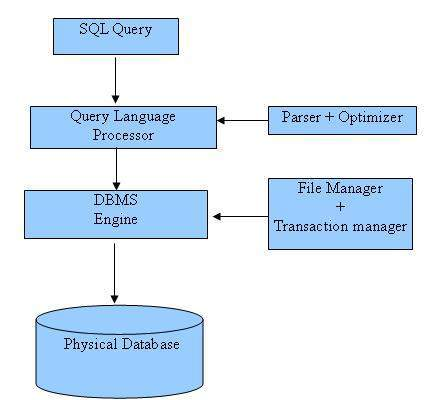 SQL Query
Query Language
Processor
Parser + Optimizer
DBMS
Engine
File Manager
+
Transaction manager
Physical Database